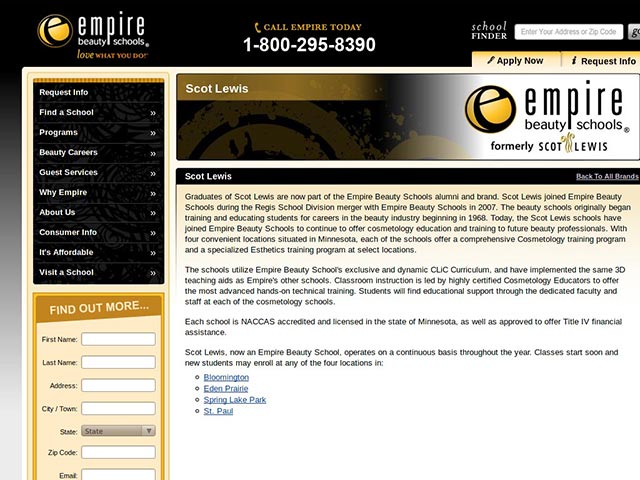 empire
beauty schools®
love WHAT YOU DO!
CALL EMPIRE TODAY
1-800-295-8390
school
FINDER
Enter Your Address or Zip Code
Apply Now
i Request Info
Request Info
Find a School »
Programs »
Beauty Careers »
Guest Services »
Why Empire »
About Us »
Consumer Info »
It's Affordable »
Visit a School »
FIND OUT MORE...
First Name:
Last Name:
Address:
City / Town:
State: State
Zip Code:
Email:
Scot Lewis
empire
beauty schools®
formerly SCOT LEWIS
Scot Lewis
Back To All Brands
Graduates of Scot Lewis are now part of the Empire Beauty Schools alumni and brand. Scot Lewis joined Empire Beauty
Schools during the Regis School Division merger with Empire Beauty Schools in 2007. The beauty schools originally began
training and educating students for careers in the beauty industry beginning in 1968. Today, the Scot Lewis schools have
joined Empire Beauty Schools to continue to offer cosmetology education and training to future beauty professionals. With
four convenient locations situated in Minnesota, each of the schools offer a comprehensive Cosmetology training program
and a specialized Esthetics training program at select locations.
The schools utilize Empire Beauty School's exclusive and dynamic CLiC Curriculum, and have implemented the same 3D
teaching aids as Empire's other schools. Classroom instruction is led by highly certified Cosmetology Educators to offer
the most advanced hands-on technical training. Students will find educational support through the dedicated faculty and
staff at each of the cosmetology schools.
Each school is NACCAS accredited and licensed in the state of Minnesota, as well as approved to offer Title IV financial
assistance.
Scot Lewis, now an Empire Beauty School, operates on a continuous basis throughout the year. Classes start soon and
new students may enroll at any of the four locations in:
Bloomington
Eden Prairie
Spring Lake Park
St. Paul